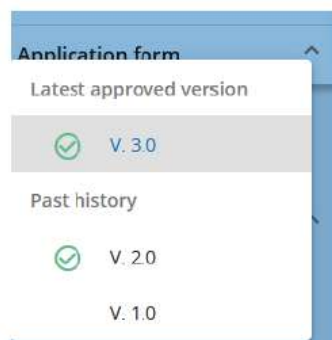 Application form
Latest approved version
V. 3.0
Past history
V. 2.0
V. 1.0